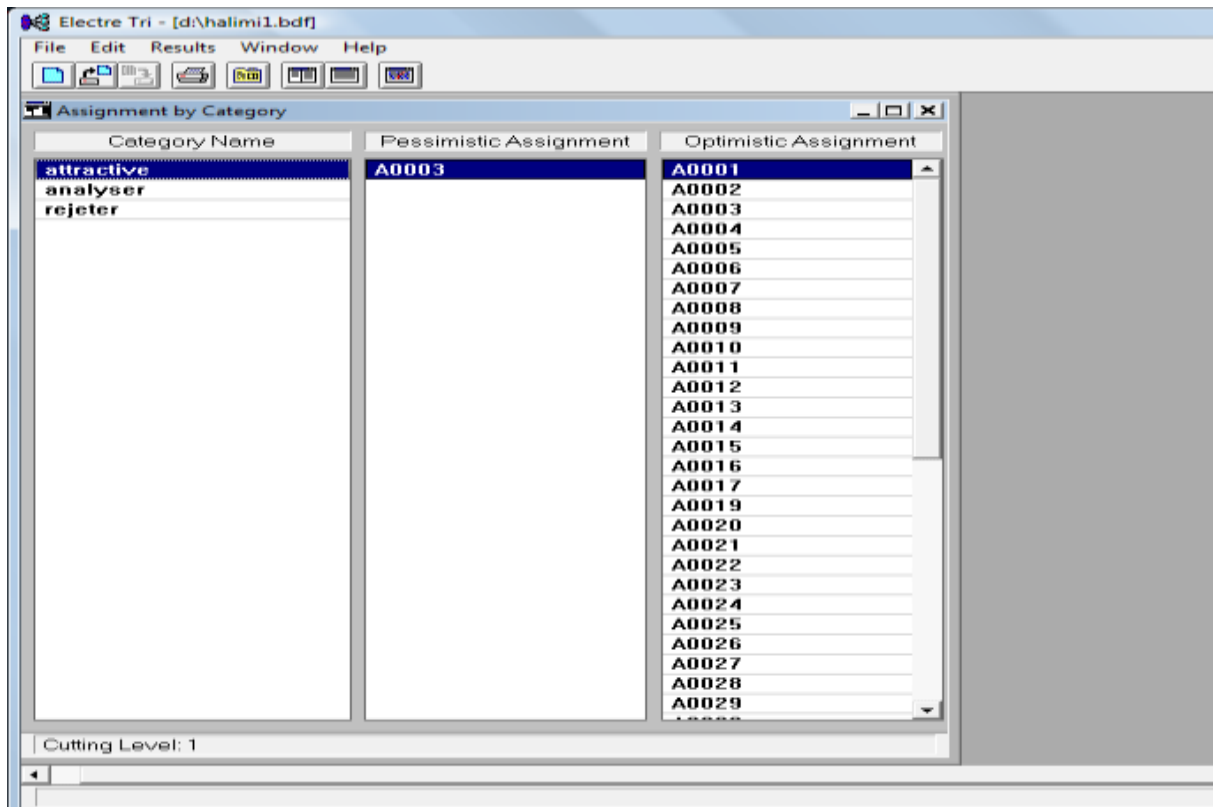 Electre Tri - [d:\halimi1.bdf]
File Edit Results Window Help
Assignment by Category
Category Name Pessimistic Assignment Optimistic Assignment
attractive A0003 A0001
analyser A0002
rejeter A0003
A0004
A0005
A0006
A0007
A0008
A0009
A0010
A0011
A0012
A0013
A0014
A0015
A0016
A0017
A0019
A0020
A0021
A0022
A0023
A0024
A0025
A0026
A0027
A0028
A0029
Cutting Level: 1